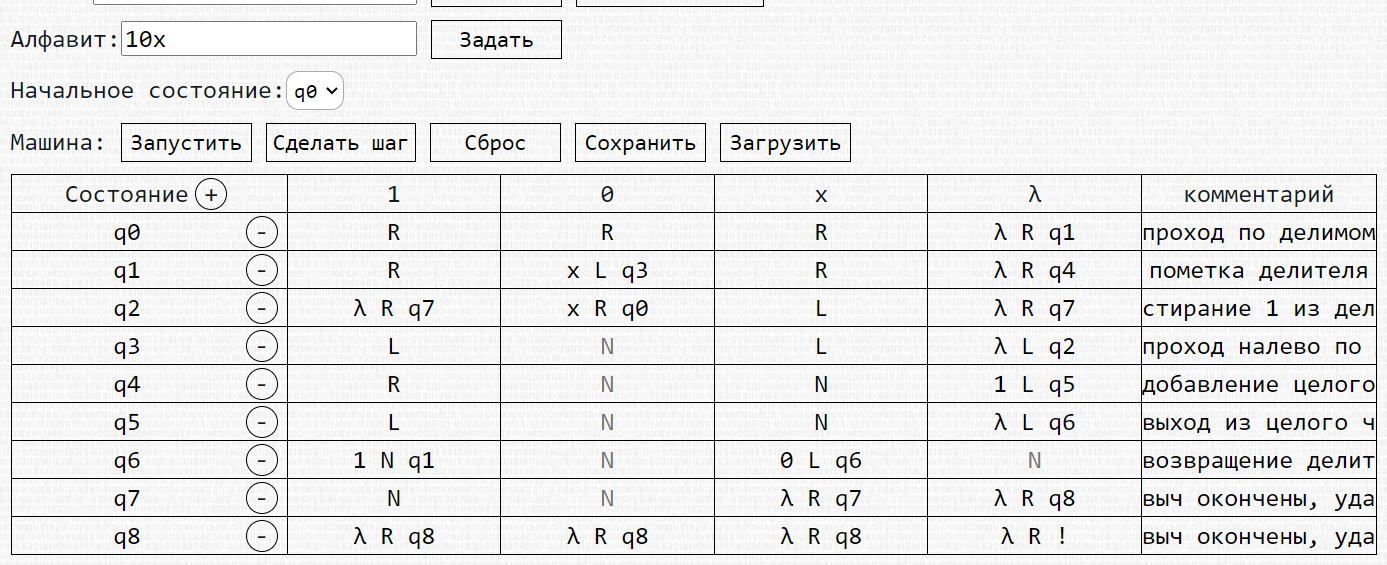 Алфавит: 10x Задать
Начальное состояние: q0
Машина: Запустить Сделать шаг Сброс Сохранить Загрузить
Состояние + 1 0 x λ комментарий
q0 - R R R λ R q1 проход по делимом
q1 - R x L q3 R λ R q4 пометка делителя
q2 - λ R q7 x R q0 L λ R q7 стирание 1 из дел
q3 - L N L λ L q2 проход налево по
q4 - R N N 1 L q5 добавление целого
q5 - L N N λ L q6 выход из целого ч
q6 - 1 N q1 N 0 L q6 N возвращение делит
q7 - N N λ R q7 λ R q8 выч окончены, уда
q8 - λ R q8 λ R q8 λ R q8 λ R ! выч окончены, уда